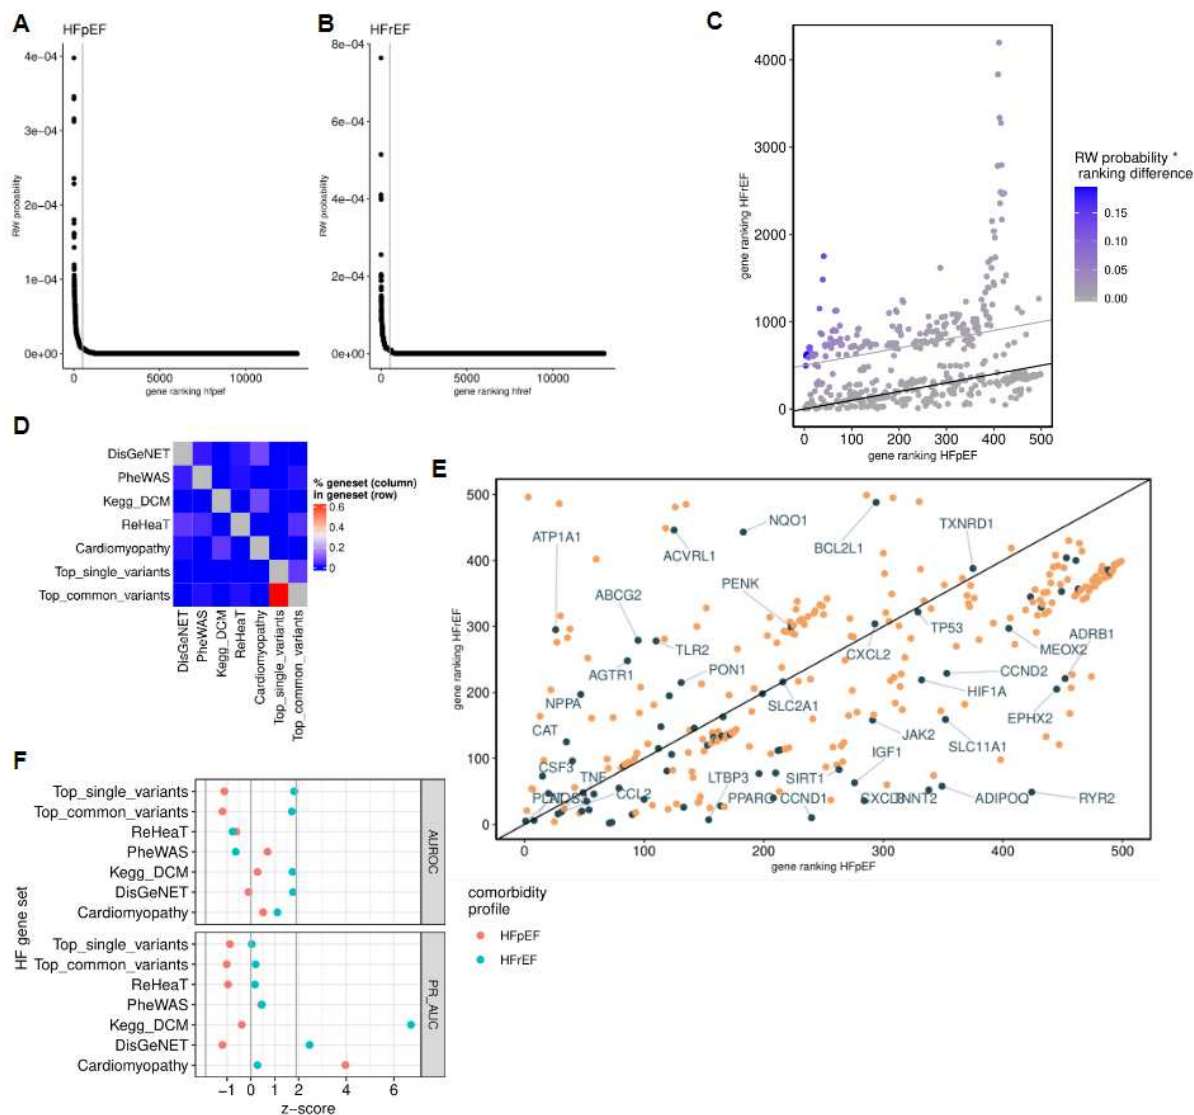 A
HFpEF
4e−04
3e−04
2e−04
1e−04
0e+00
RW probability
0
5000
10000
gene ranking hfpef
B
HFrEF
8e−04
6e−04
4e−04
2e−04
0e+00
RW probability
0
5000
10000
gene ranking hfref
C
4000
3000
2000
1000
0
gene ranking HFrEF
0
100
200
300
400
500
gene ranking HFpEF
RW probability *
ranking difference
0.15
0.10
0.05
0.00
D
DisGeNET
PheWAS
Kegg_DCM
ReHeaT
Cardiomyopathy
Top_single_variants
Top_common_variants
DisGeNET
PheWAS
Kegg_DCM
ReHeaT
Cardiomyopathy
Top_single_variants
Top_common_variants
% geneset (column)
in geneset (row)
0.6
0.4
0.2
0
E
500
400
300
200
100
0
gene ranking HFrEF
0
100
200
300
400
500
gene ranking HFpEF
ATP1A1
ACVRL1
NQO1
BCL2L1
TXNRD1
ABCG2
PENK
TLR2
TP53
ADRB1
AGTR1
PON1
CXCL2
MEOX2
CCND2
NPPA
SLC2A1
HIF1A
CAT
EPHX2
JAK2
SLC11A1
CSF3
TNF
LTBP3
SIRT1
IGF1
CCL2
PPARG
CCND1
ADIPOQ
RYR2
F
Top_single_variants
Top_common_variants
ReHeaT
PheWAS
Kegg_DCM
DisGeNET
Cardiomyopathy
AUROC
Top_single_variants
Top_common_variants
ReHeaT
PheWAS
Kegg_DCM
DisGeNET
Cardiomyopathy
PR_AUC
HF gene set
−1
0
1
2
4
6
z−score
comorbidity
profile
HFpEF
HFrEF